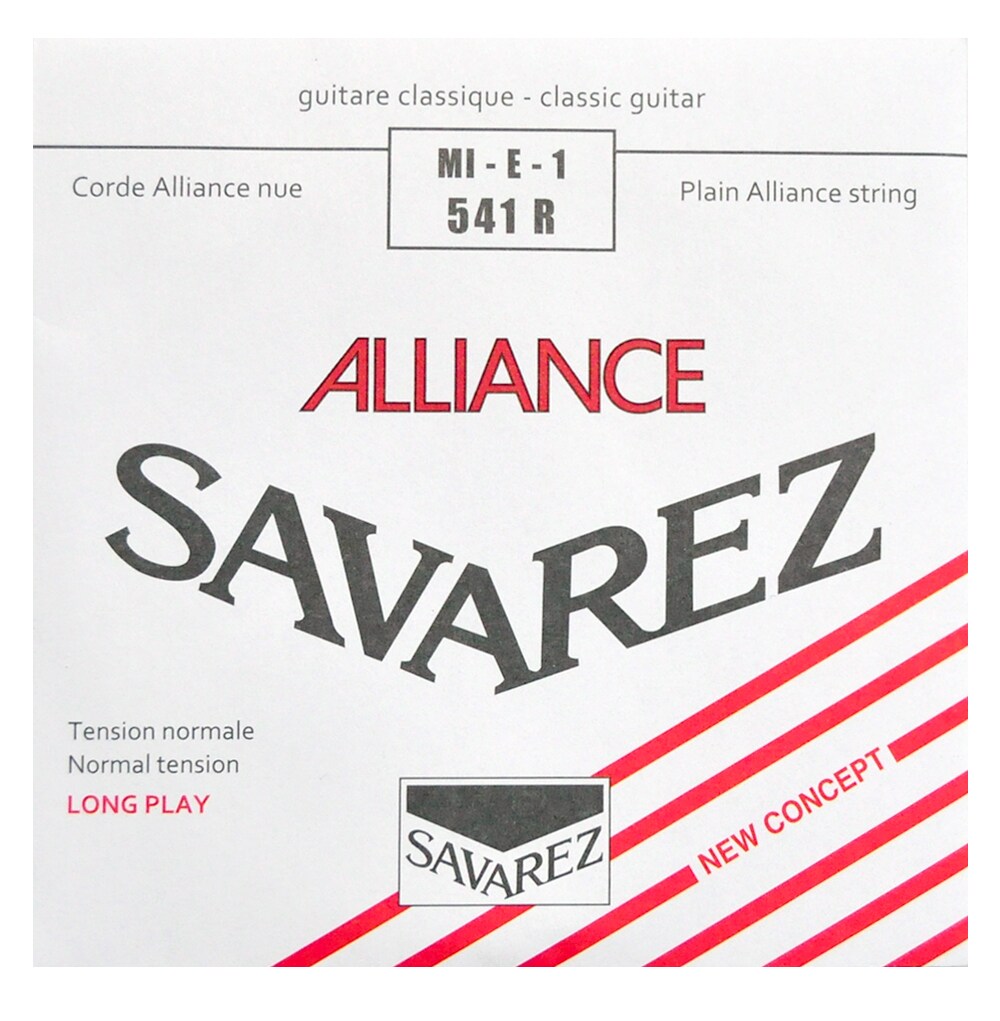 guitare classique - classic guitar
MI - E - 1
541 R
Corde Alliance nue
Plain Alliance string
ALLIANCE
SAVAREZ
Tension normale
Normal tension
LONG PLAY
NEW CONCEPT
SAVAREZ